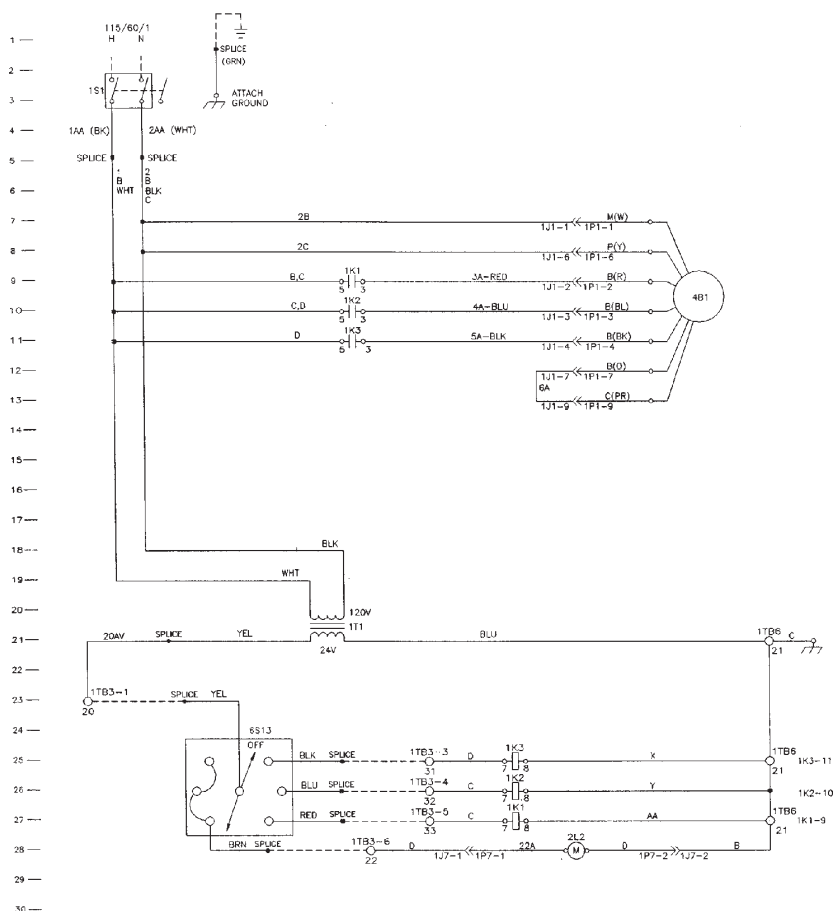 115/60/1
1 — H N
SPLICE
(GRN)
2 —
1S1
3 — ATTACH
GROUND
4 — 1AA (BK) 2AA (WHT)
5 — SPLICE SPLICE
1 2
B B
WHT BLK
6 — C
7 — 2B M(W)
1J1-1 1P1-1
8 — 2C P(Y)
1J1-6 1P1-6
9 — B,C 1K1 3A-RED B(R)
5 3 1J1-2 1P1-2
4B1
10 — C,D 1K2 4A-BLU B(BL)
5 3 1J1-3 1P1-3
11 — D 1K3 5A-BLK B(BK)
5 3 1J1-4 1P1-4
12 — B(O)
1J1-7 1P1-7
6A
13 — C(PR)
1J1-9 1P1-9
14 —
15 —
16 —
17 —
18 — BLK
19 — WHT
20 — 120V
1T1
21 — 20AV SPLICE YEL BLU 1TB6 C
24V 21
22 —
23 — 1TB3-1 SPLICE YEL
20
24 — 6S13
OFF
25 — BLK SPLICE 1TB3-3 D 1K3 X 1TB6 1K3-11
31 7 8 21
26 — BLU SPLICE 1TB3-4 C 1K2 Y 1K2-10
32 7 8
27 — RED SPLICE 1TB3-5 C 1K1 AA 1TB6 1K1-9
33 7 8 21
28 — BRN SPLICE 1TB3-6 D 22A 2L2 D B
22 1J7-1 1P7-1 M 1P7-2 1J7-2
29 —
30 —